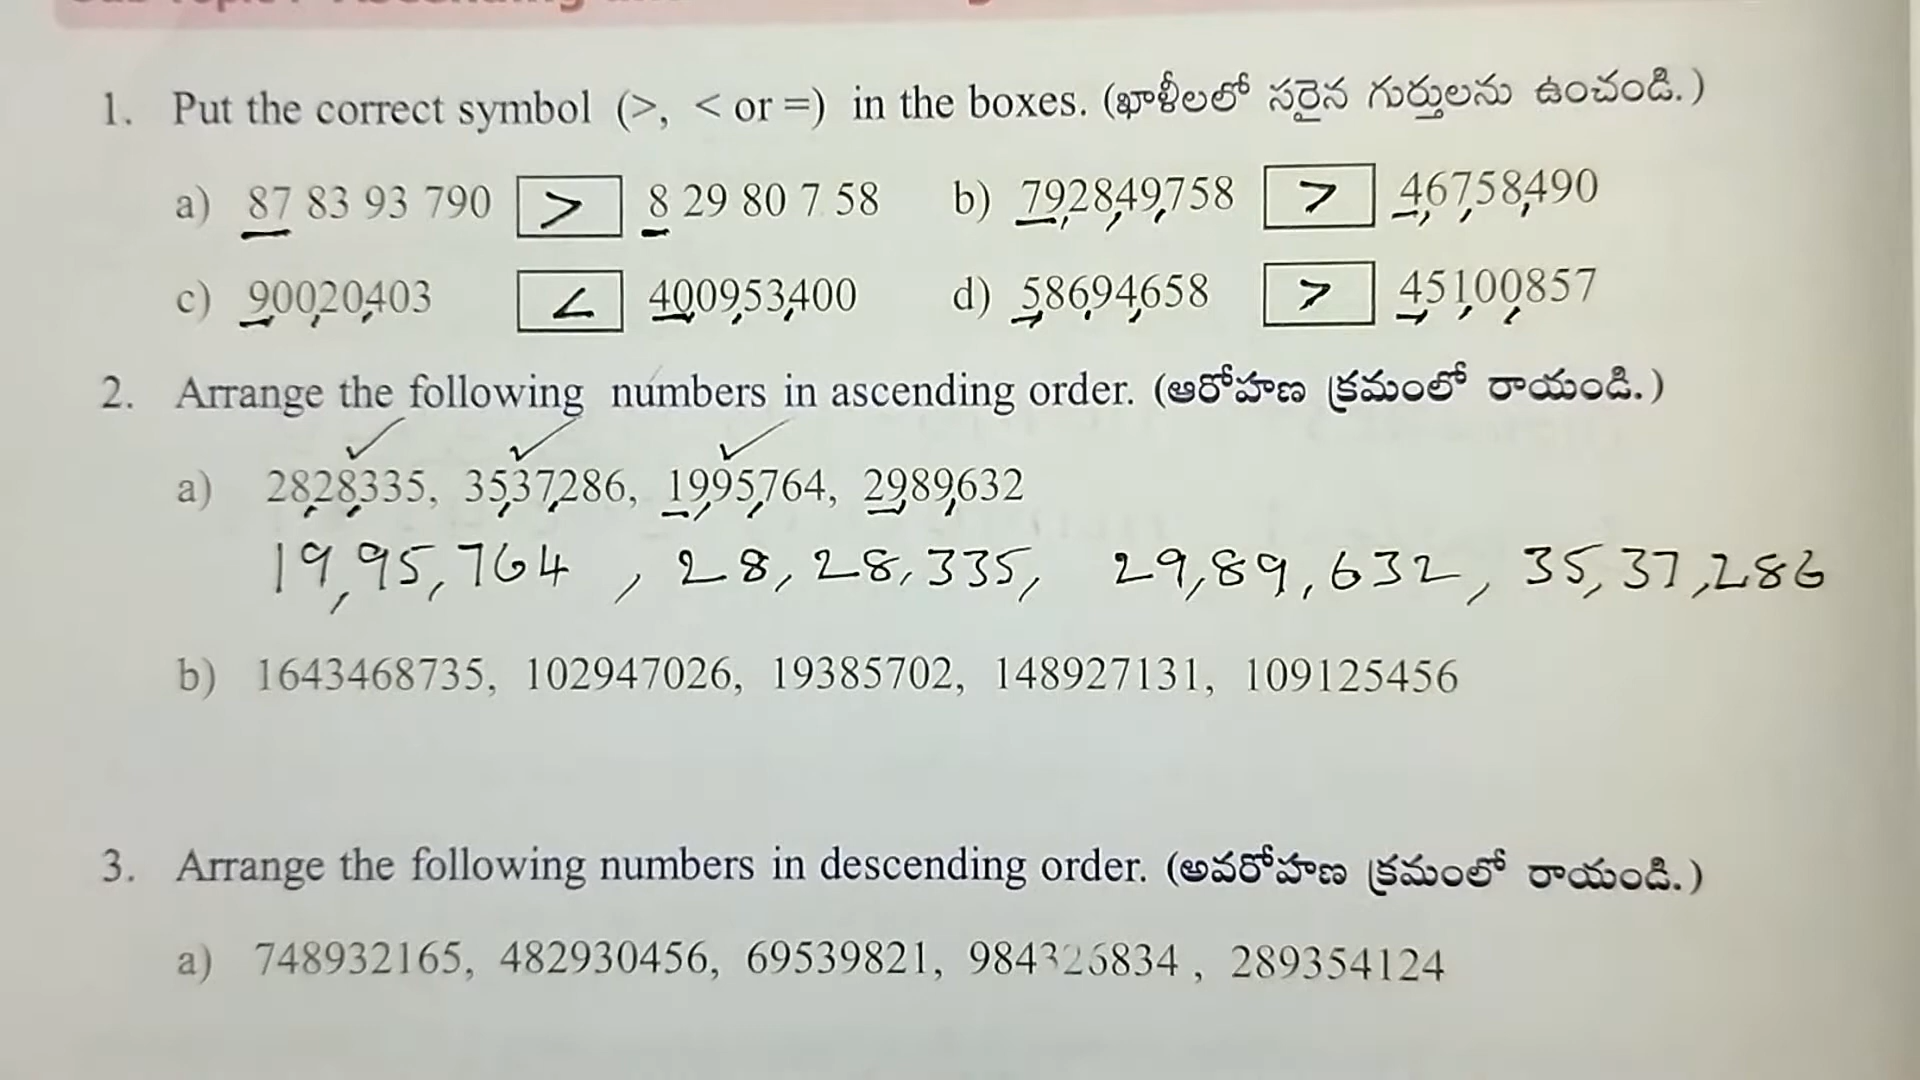 1. Put the correct symbol (>, < or =) in the boxes. (ఖాళీలలో సరైన గుర్తులను ఉంచండి.)
a) 87 83 93 790 > 8 29 80 7 58 b) 792849758 > 46758490
c) 90020403 < 400953400 d) 58694658 > 45100857
2. Arrange the following numbers in ascending order. (ఆరోహణ క్రమంలో రాయండి.)
a) 2828335, 3537286, 1995764, 2989632
19,95,764 , 28,28,335, 29,89,632, 35,37,286
b) 1643468735, 102947026, 19385702, 148927131, 109125456
3. Arrange the following numbers in descending order. (అవరోహణ క్రమంలో రాయండి.)
a) 748932165, 482930456, 69539821, 984326834, 289354124